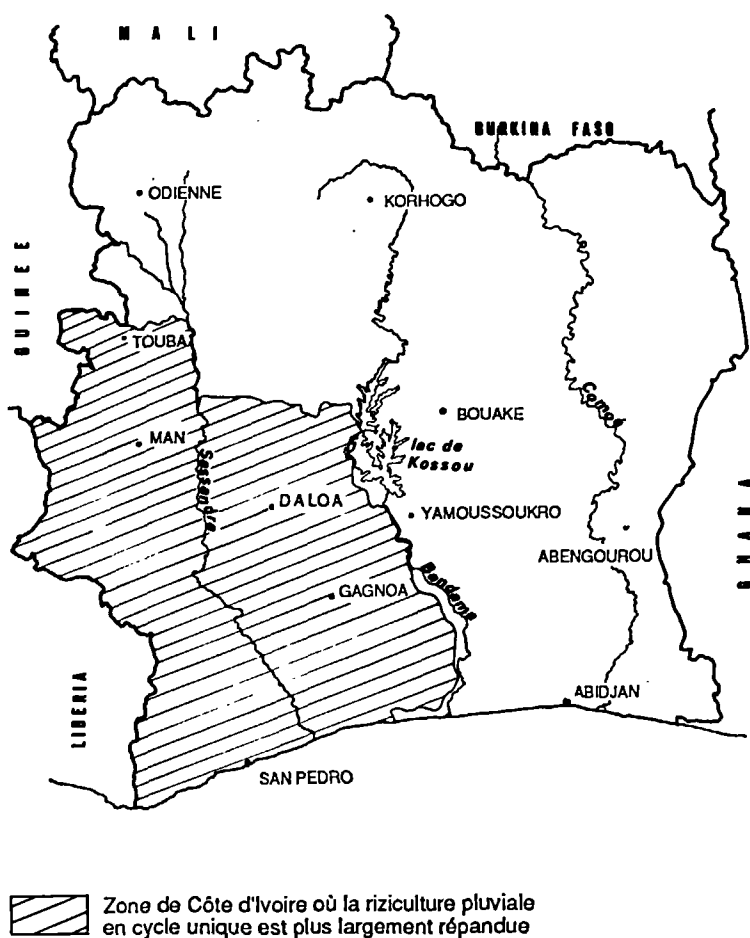 MALI
BURKINA FASO
ODIENNE
KORHOGO
GUINEE
TOUBA
Comoé
BOUAKE
MAN
lac de
Kossou
Sassandra
DALOA
YAMOUSSOUKRO
GHANA
ABENGOUROU
Bandama
GAGNOA
LIBERIA
ABIDJAN
SAN PEDRO
Zone de Côte d'Ivoire où la riziculture pluviale
en cycle unique est plus largement répandue